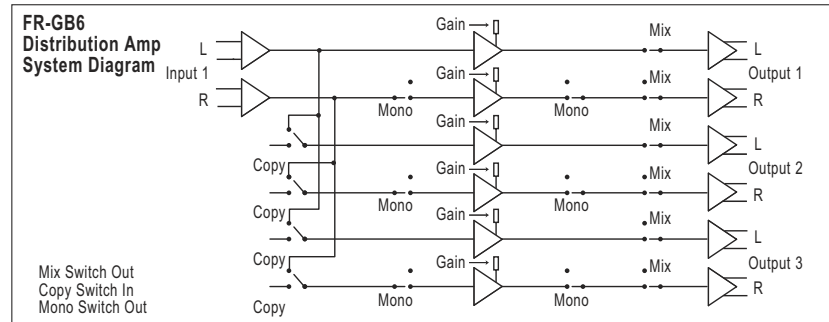 FR-GB6
Distribution Amp
System Diagram
L
Input 1
R
Gain
Mix
L
Output 1
Gain
Mix
Mono
Mono
R
Gain
Mix
L
Copy
Output 2
Gain
Mix
Mono
Mono
R
Copy
Gain
Mix
L
Copy
Output 3
Gain
Mix
Mono
Mono
R
Copy
Mix Switch Out
Copy Switch In
Mono Switch Out